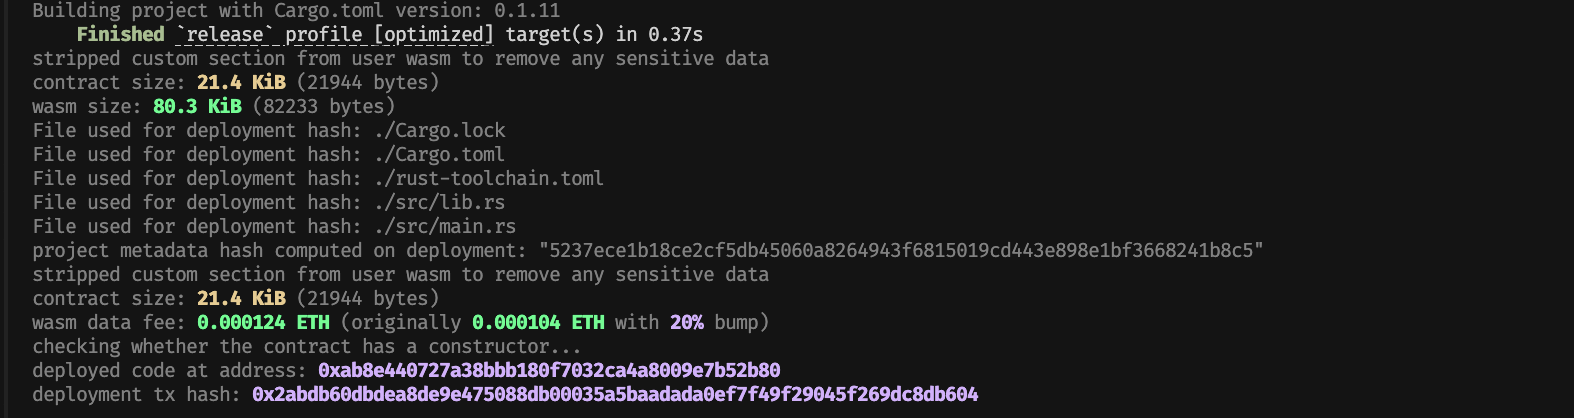 Building project with Cargo.toml version: 0.1.11
Finished `release` profile [optimized] target(s) in 0.37s
stripped custom section from user wasm to remove any sensitive data
contract size: 21.4 KiB (21944 bytes)
wasm size: 80.3 KiB (82233 bytes)
File used for deployment hash: ./Cargo.lock
File used for deployment hash: ./Cargo.toml
File used for deployment hash: ./rust-toolchain.toml
File used for deployment hash: ./src/lib.rs
File used for deployment hash: ./src/main.rs
project metadata hash computed on deployment: "5237ece1b18ce2cf5db45060a8264943f6815019cd443e898e1bf3668241b8c5"
stripped custom section from user wasm to remove any sensitive data
contract size: 21.4 KiB (21944 bytes)
wasm data fee: 0.000124 ETH (originally 0.000104 ETH with 20% bump)
checking whether the contract has a constructor...
deployed code at address: 0xab8e440727a38bbb180f7032ca4a8009e7b52b80
deployment tx hash: 0x2abdb60dbdea8de9e475088db00035a5baadada0ef7f49f29045f269dc8db604